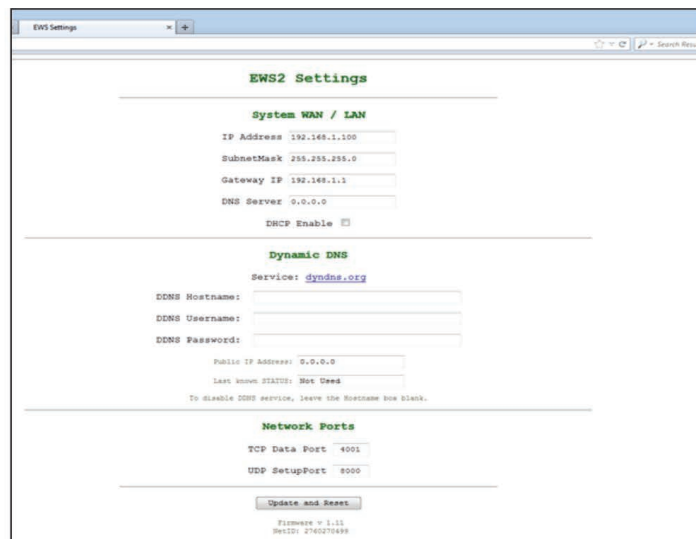 EWS Settings
Search Resu
EWS2 Settings
System WAN / LAN
IP Address 192.168.1.100
SubnetMask 255.255.255.0
Gateway IP 192.168.1.1
DNS Server 0.0.0.0
DHCP Enable
Dynamic DNS
Service: dyndns.org
DDNS Hostname:
DDNS Username:
DDNS Password:
Public IP Address: 0.0.0.0
Last known STATUS: Not Used
To disable DDNS service, leave the Hostname box blank.
Network Ports
TCP Data Port 4001
UDP SetupPort 8000
Update and Reset
Firmware v 1.11
NetID: 2760270499